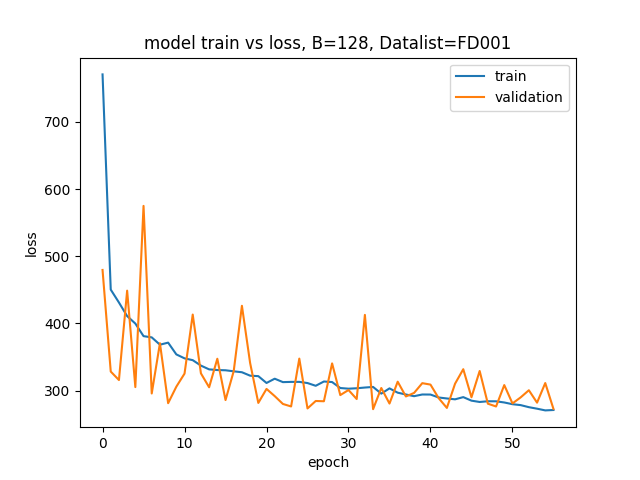 model train vs loss, B=128, Datalist=FD001
train
validation
700
600
500
400
300
loss
0 10 20 30 40 50
epoch